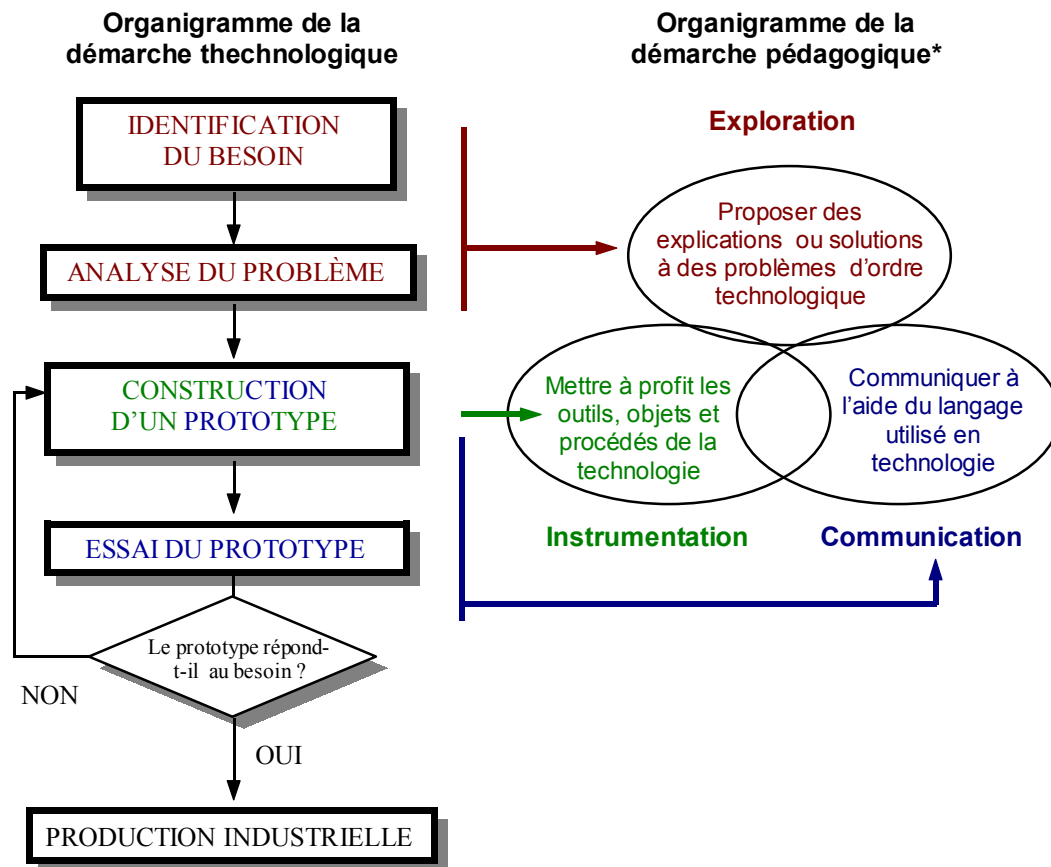 Organigramme de la
démarche thechnologique
IDENTIFICATION
DU BESOIN
ANALYSE DU PROBLÈME
CONSTRUCTION
D'UN PROTOTYPE
ESSAI DU PROTOTYPE
Le prototype répond-
t-il au besoin ?
NON
OUI
PRODUCTION INDUSTRIELLE
Organigramme de la
démarche pédagogique*
Exploration
Proposer des
explications ou solutions
à des problèmes d'ordre
technologique
Mettre à profit les
outils, objets et
procédés de la
technologie
Communiquer à
l'aide du langage
utilisé en
technologie
Instrumentation
Communication